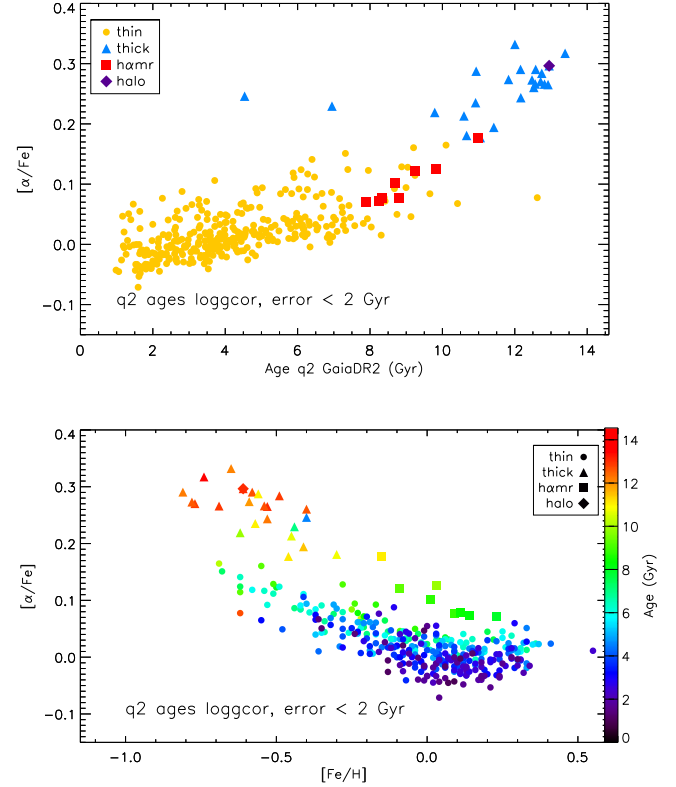 0.4
0.3
0.2
0.1
0.0
−0.1
[α/Fe]
thin
thick
hαmr
halo
q2 ages loggcor, error < 2 Gyr
0 2 4 6 8 10 12 14
Age q2 GaiaDR2 (Gyr)
0.4
0.3
0.2
0.1
0.0
−0.1
[α/Fe]
thin
thick
hαmr
halo
q2 ages loggcor, error < 2 Gyr
−1.0 −0.5 0.0 0.5
[Fe/H]
14
12
10
8
6
4
2
0
Age (Gyr)